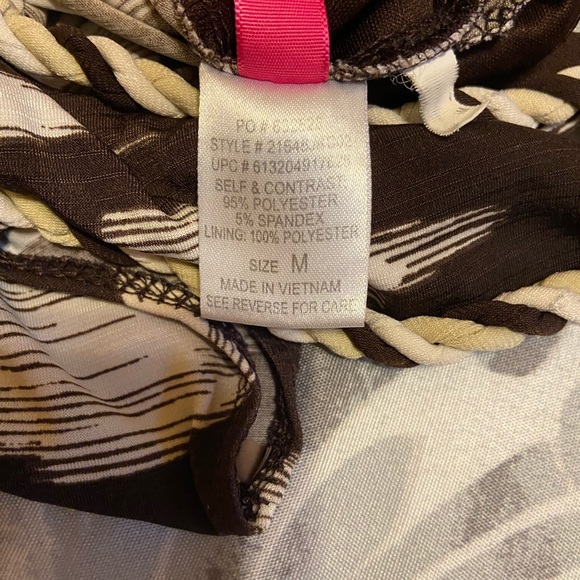 PO #
STYLE #
UPC #
SELF & CONTRAST:
95% POLYESTER
5% SPANDEX
LINING: 100% POLYESTER
SIZE M
MADE IN VIETNAM
SEE REVERSE FOR CARE